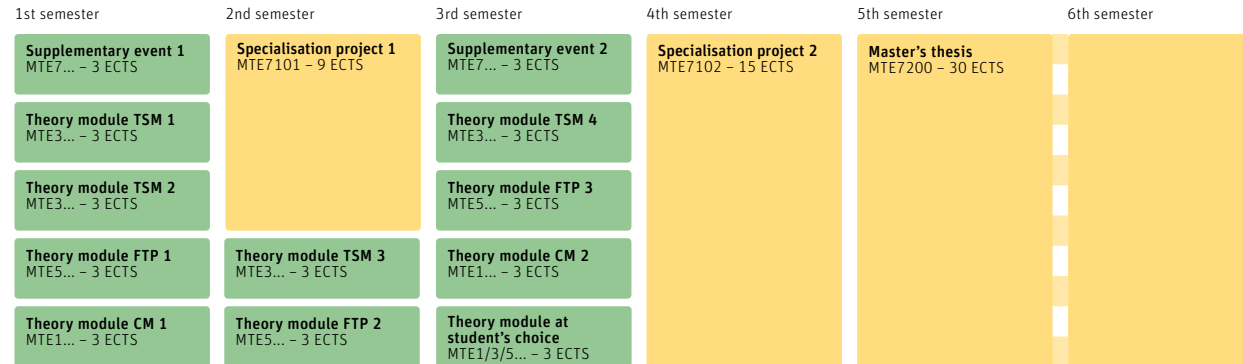 1st semester
2nd semester
3rd semester
4th semester
5th semester
6th semester
Supplementary event 1
MTE7... – 3 ECTS
Theory module TSM 1
MTE3... – 3 ECTS
Theory module TSM 2
MTE3... – 3 ECTS
Theory module FTP 1
MTE5... – 3 ECTS
Theory module CM 1
MTE1... – 3 ECTS
Specialisation project 1
MTE7101 – 9 ECTS
Theory module TSM 3
MTE3... – 3 ECTS
Theory module FTP 2
MTE5... – 3 ECTS
Supplementary event 2
MTE7... – 3 ECTS
Theory module TSM 4
MTE3... – 3 ECTS
Theory module FTP 3
MTE5... – 3 ECTS
Theory module CM 2
MTE1... – 3 ECTS
Theory module at
student's choice
MTE1/3/5... – 3 ECTS
Specialisation project 2
MTE7102 – 15 ECTS
Master's thesis
MTE7200 – 30 ECTS